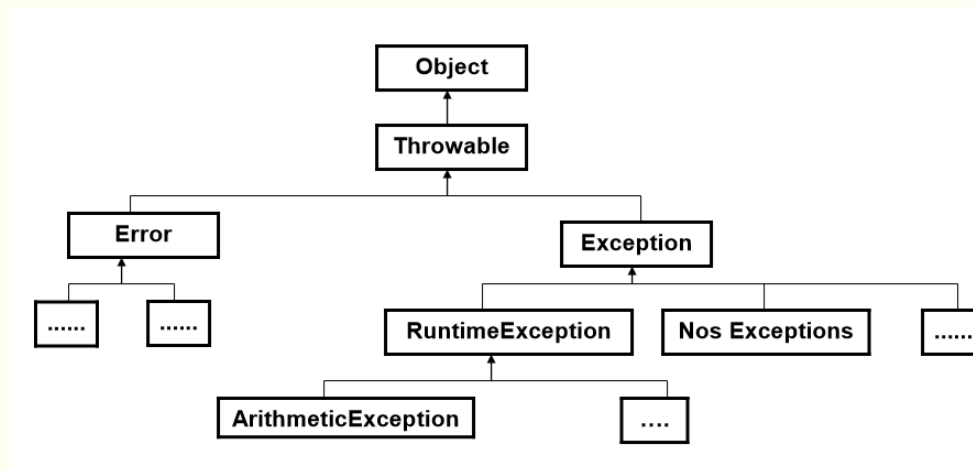 Object
Throwable
Error
Exception
......
......
RuntimeException
Nos Exceptions
......
ArithmeticException
....